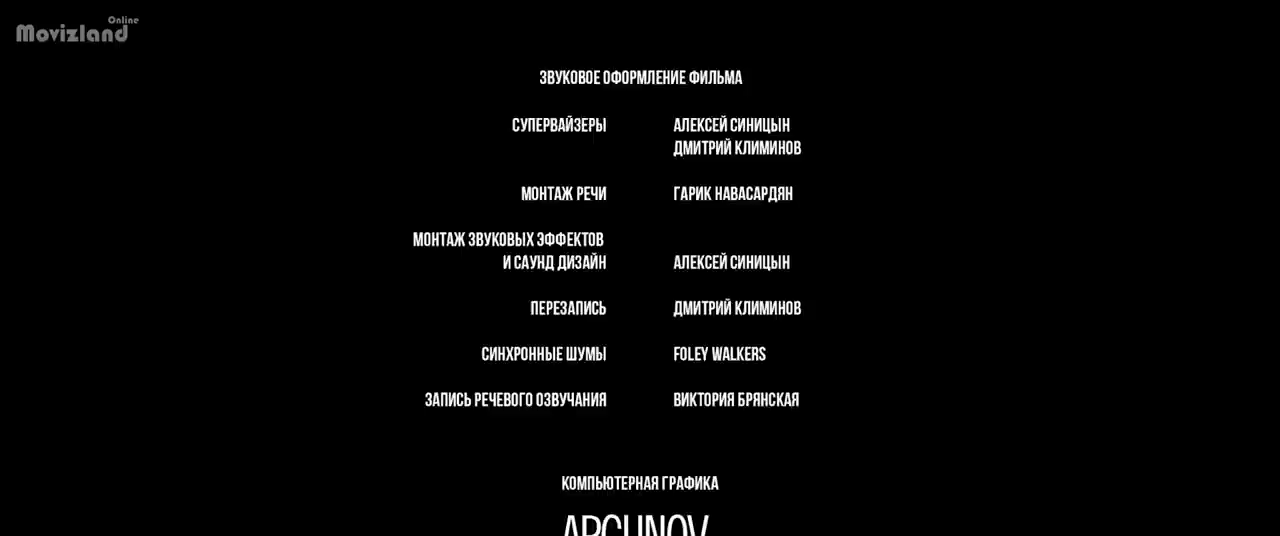 Online
Movizland
ЗВУКОВОЕ ОФОРМЛЕНИЕ ФИЛЬМА
СУПЕРВАЙЗЕРЫ АЛЕКСЕЙ СИНИЦЫН
ДМИТРИЙ КЛИМИНОВ
МОНТАЖ РЕЧИ ГАРИК НАВАСАРДЯН
МОНТАЖ ЗВУКОВЫХ ЭФФЕКТОВ
И САУНД ДИЗАЙН АЛЕКСЕЙ СИНИЦЫН
ПЕРЕЗАПИСЬ ДМИТРИЙ КЛИМИНОВ
СИНХРОННЫЕ ШУМЫ FOLEY WALKERS
ЗАПИСЬ РЕЧЕВОГО ОЗВУЧАНИЯ ВИКТОРИЯ БРЯНСКАЯ
КОМПЬЮТЕРНАЯ ГРАФИКА